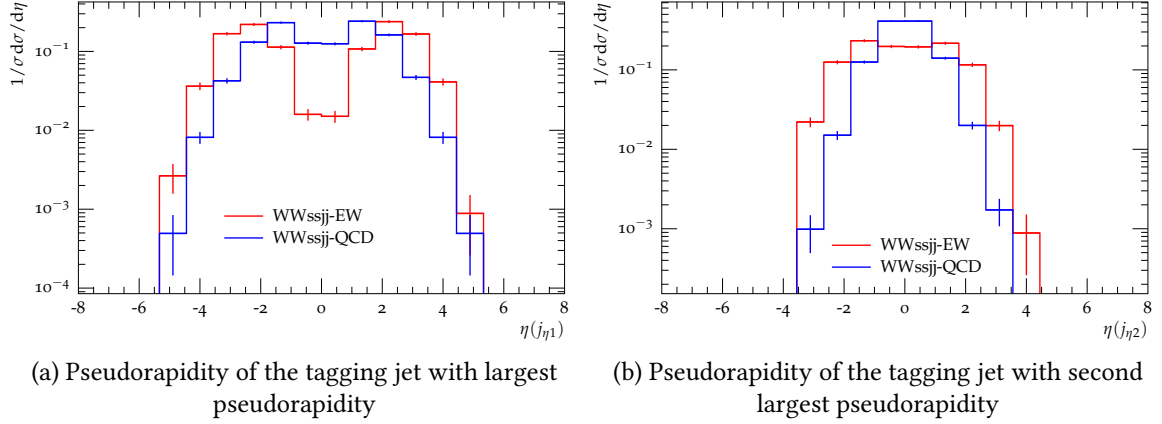 1/σ dσ/dη
10⁻¹
10⁻²
10⁻³
10⁻⁴
WWssjj-EW
WWssjj-QCD
-8 -6 -4 -2 0 2 4 6 8
η(jη1)
(a) Pseudorapidity of the tagging jet with largest
pseudorapidity
1/σ dσ/dη
10⁻¹
10⁻²
10⁻³
WWssjj-EW
WWssjj-QCD
-8 -6 -4 -2 0 2 4 6 8
η(jη2)
(b) Pseudorapidity of the tagging jet with second
largest pseudorapidity